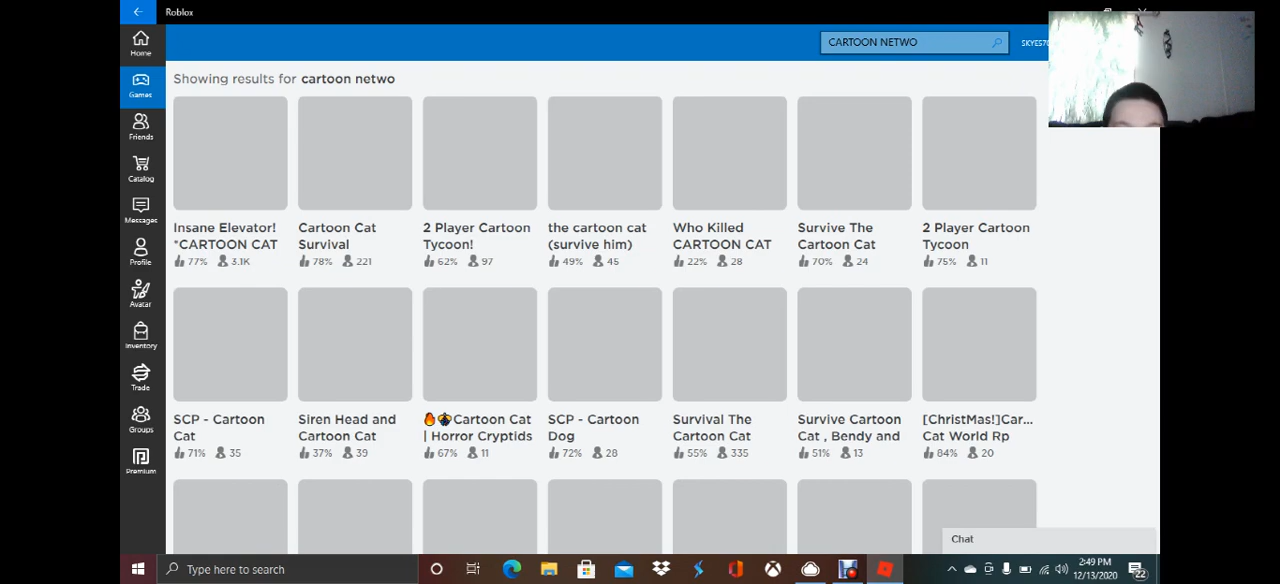 Roblox
CARTOON NETWO
Home
Games
Friends
Catalog
Messages
Profile
Avatar
Inventory
Trade
Groups
Premium
Showing results for cartoon netwo
Insane Elevator!
*CARTOON CAT
77% 3.1K
Cartoon Cat
Survival
78% 221
2 Player Cartoon
Tycoon!
62% 97
the cartoon cat
(survive him)
49% 45
Who Killed
CARTOON CAT
22% 28
Survive The
Cartoon Cat
70% 24
2 Player Cartoon
Tycoon
75% 11
SCP - Cartoon
Cat
71% 35
Siren Head and
Cartoon Cat
37% 39
Cartoon Cat
| Horror Cryptids
67% 11
SCP - Cartoon
Dog
72% 28
Survival The
Cartoon Cat
55% 335
Survive Cartoon
Cat , Bendy and
51% 13
[ChristMas!]Car...
Cat World Rp
84% 20
Chat
Type here to search
2:49 PM
12/13/2020
22